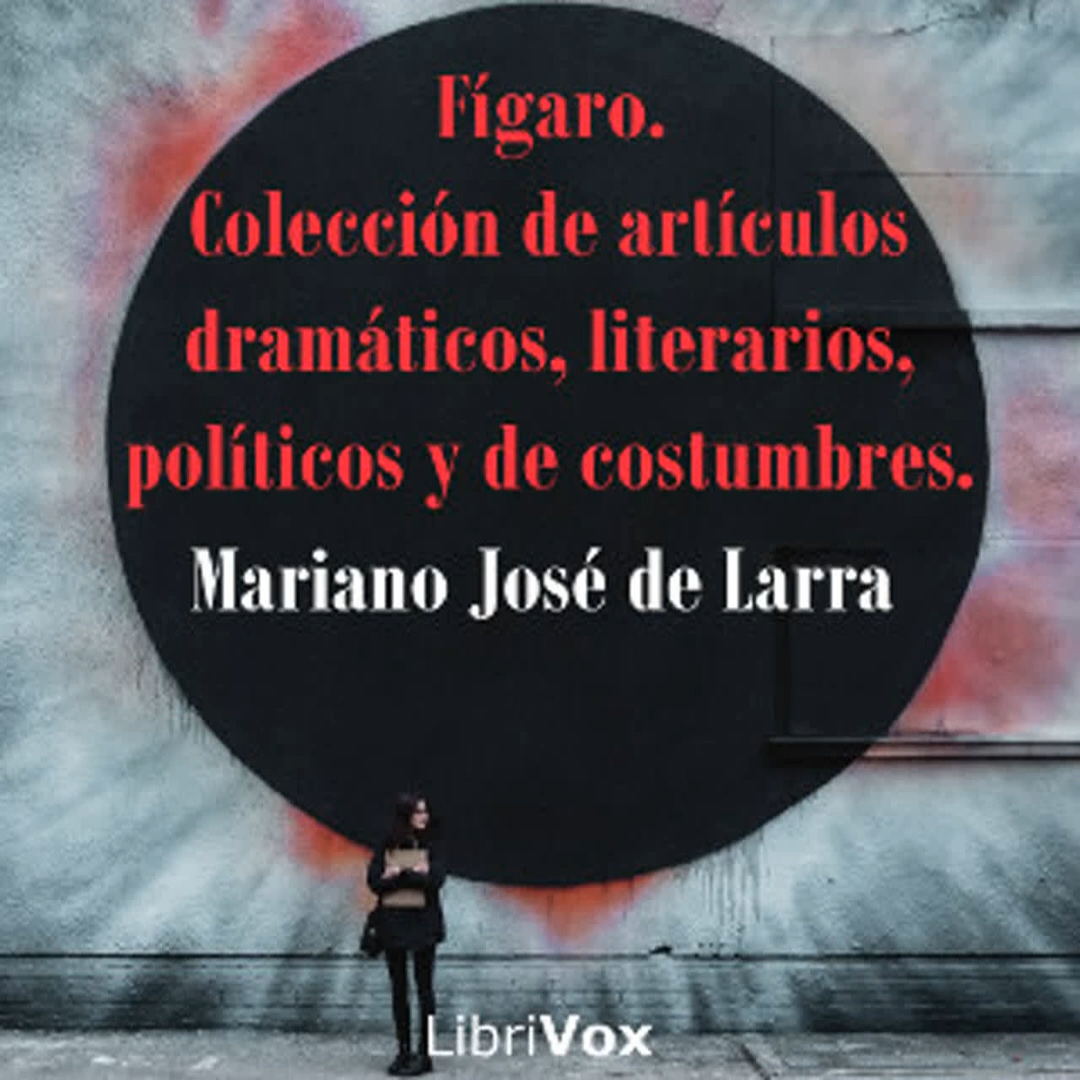 Fígaro.
Colección de artículos
dramáticos, literarios,
políticos y de costumbres.
Mariano José de Larra
LibriVox